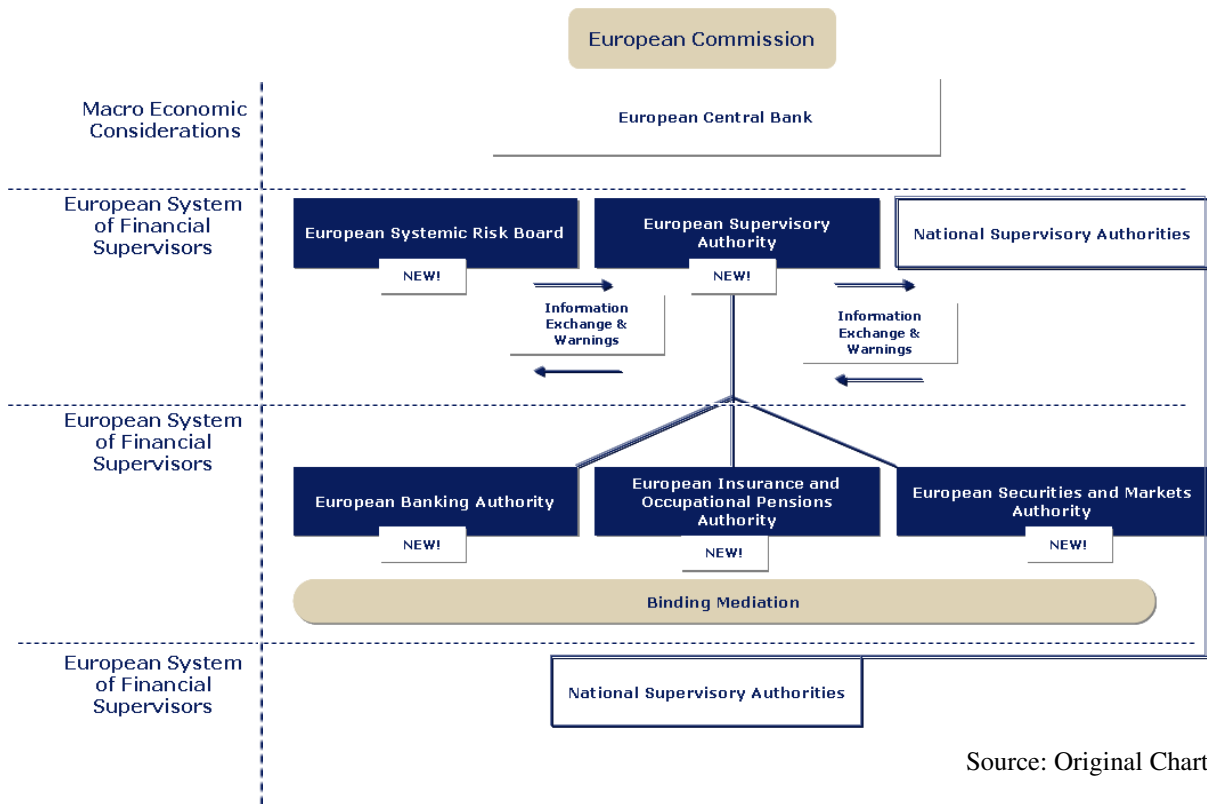 European Commission
Macro Economic
Considerations
European Central Bank
European System
of Financial
Supervisors
European Systemic Risk Board
NEW!
European Supervisory
Authority
NEW!
National Supervisory Authorities
Information
Exchange &
Warnings
Information
Exchange &
Warnings
European System
of Financial
Supervisors
European Banking Authority
NEW!
European Insurance and
Occupational Pensions
Authority
NEW!
European Securities and Markets
Authority
NEW!
Binding Mediation
European System
of Financial
Supervisors
National Supervisory Authorities
Source: Original Chart